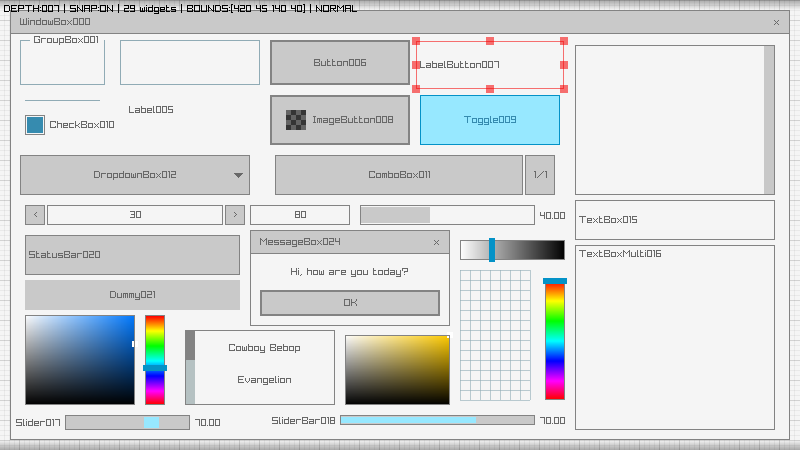 DEPTH:007 | SNAP:ON | 29 widgets | BOUNDS:[420 45 140 40] | NORMAL
WindowBox000
GroupBox001
Button006
LabelButton007
Label005
CheckBox010
ImageButton008
Toggle009
DropdownBox012
ComboBox011
1/1
30
80
40.00
TextBox015
StatusBar020
MessageBox024
Hi, how are you today?
OK
TextBoxMulti016
Dummy021
Cowboy Bebop
Evangelion
Slider017
70.00
SliderBar018
70.00